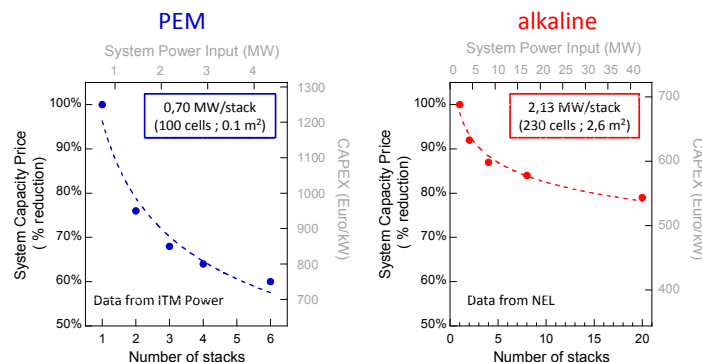 PEM
System Power Input (MW)
1 2 3 4
0,70 MW/stack
(100 cells ; 0.1 m²)
100%
90%
80%
70%
60%
50%
System Capacity Price
( % reduction)
1200
1100
1000
900
800
700
1300
CAPEX (Euro/kW)
Data from ITM Power
1 2 3 4 5 6
Number of stacks
alkaline
System Power Input (MW)
0 5 10 15 20 25 30 35 40
2,13 MW/stack
(230 cells ; 2,6 m²)
100%
90%
80%
70%
60%
50%
System Capacity Price
( % reduction)
700
600
500
400
CAPEX (Euro/kW)
Data from NEL
0 5 10 15 20
Number of stacks